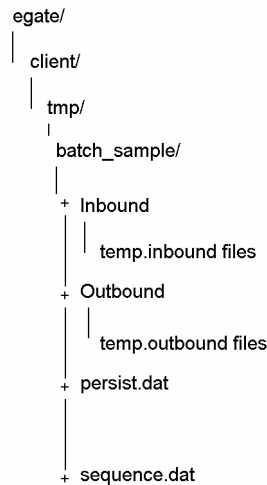 egate/
client/
tmp/
batch_sample/
+ Inbound
temp.inbound files
+ Outbound
temp.outbound files
+ persist.dat
+ sequence.dat